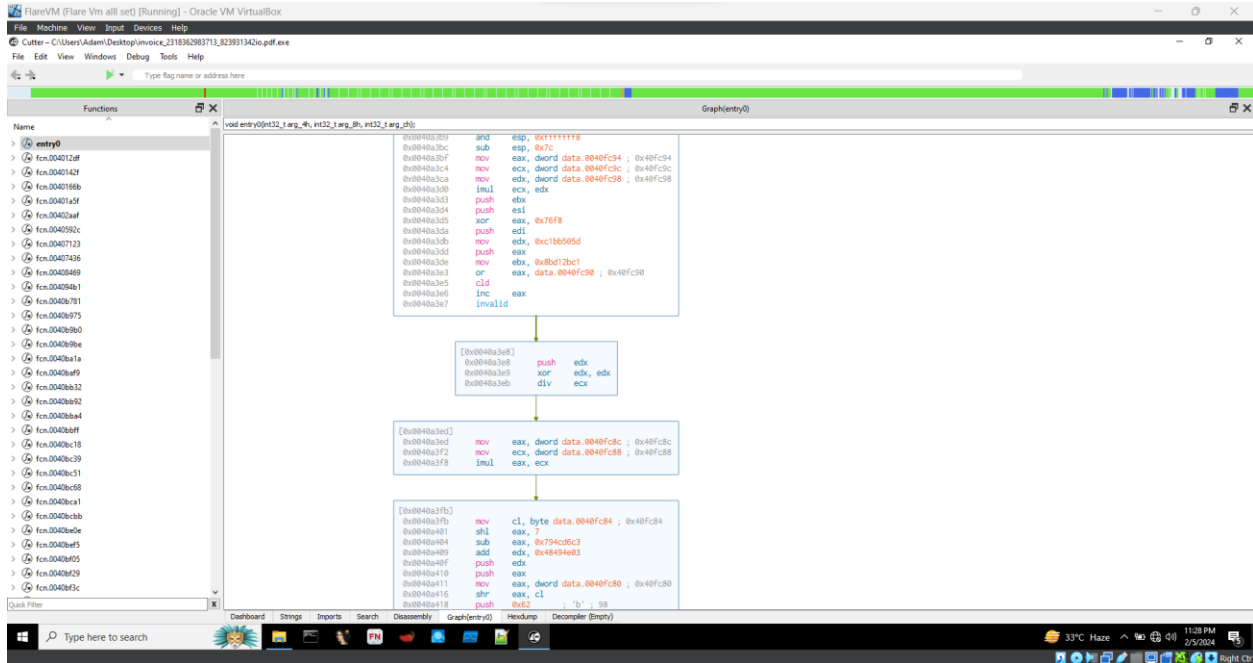 FlareVM (Flare Vm alll set) [Running] - Oracle VM VirtualBox
File Machine View Input Devices Help
Cutter – C:\Users\Adam\Desktop\invoice_2318362983713_823931342io.pdf.exe
File Edit View Windows Debug Tools Help
Type flag name or address here
Functions
Graph(entry0)
Name
void entry0(int32_t arg_4h, int32_t arg_8h, int32_t arg_ch);
entry0
fcn.004012df
fcn.0040142f
fcn.0040166b
fcn.00401a5f
fcn.00402aaf
fcn.0040592c
fcn.00407123
fcn.00407436
fcn.00408469
fcn.004094b1
fcn.0040b781
fcn.0040b975
fcn.0040b9b0
fcn.0040b9be
fcn.0040ba1a
fcn.0040baf9
fcn.0040bb32
fcn.0040bb92
fcn.0040bba4
fcn.0040bbff
fcn.0040bc18
fcn.0040bc39
fcn.0040bc51
fcn.0040bc68
fcn.0040bca1
fcn.0040bcbb
fcn.0040be0e
fcn.0040bef5
fcn.0040bf05
fcn.0040bf29
fcn.0040bf3c
Quick Filter
X
0x0040a3b9 and esp, 0xfffffff8
0x0040a3bc sub esp, 0x7c
0x0040a3bf mov eax, dword data.0040fc94 ; 0x40fc94
0x0040a3c4 mov ecx, dword data.0040fc9c ; 0x40fc9c
0x0040a3ca mov edx, dword data.0040fc98 ; 0x40fc98
0x0040a3d0 imul ecx, edx
0x0040a3d3 push ebx
0x0040a3d4 push esi
0x0040a3d5 xor eax, 0x76f8
0x0040a3da push edi
0x0040a3db mov edx, 0xc1bb505d
0x0040a3dd push eax
0x0040a3de mov ebx, 0x8bd12bc1
0x0040a3e3 or eax, data.0040fc90 ; 0x40fc90
0x0040a3e5 cld
0x0040a3e6 inc eax
0x0040a3e7 invalid
[0x0040a3e8]
0x0040a3e8 push edx
0x0040a3e9 xor edx, edx
0x0040a3eb div ecx
[0x0040a3ed]
0x0040a3ed mov eax, dword data.0040fc8c ; 0x40fc8c
0x0040a3f2 mov ecx, dword data.0040fc88 ; 0x40fc88
0x0040a3f8 imul eax, ecx
[0x0040a3fb]
0x0040a3fb mov cl, byte data.0040fc84 ; 0x40fc84
0x0040a401 shl eax, 7
0x0040a404 sub eax, 0x794cd6c3
0x0040a409 add edx, 0x48494e03
0x0040a40f push edx
0x0040a410 push eax
0x0040a411 mov eax, dword data.0040fc80 ; 0x40fc80
0x0040a416 shr eax, cl
0x0040a418 push 0x62 ; 'b' ; 98
Dashboard Strings Imports Search Disassembly Graph(entry0) Hexdump Decompiler (Empty)
Type here to search
FN
33°C Haze
11:28 PM
2/5/2024
5
Right Ctrl